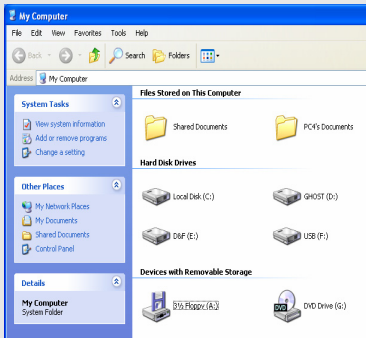 My Computer
File Edit View Favorites Tools Help
Back Search Folders
Address My Computer
System Tasks
View system information
Add or remove programs
Change a setting
Other Places
My Network Places
My Documents
Shared Documents
Control Panel
Details
My Computer
System Folder
Files Stored on This Computer
Shared Documents PC4's Documents
Hard Disk Drives
Local Disk (C:) GHOST (D:)
D&F (E:) USB (F:)
Devices with Removable Storage
3½ Floppy (A:) DVD Drive (G:)
DVD